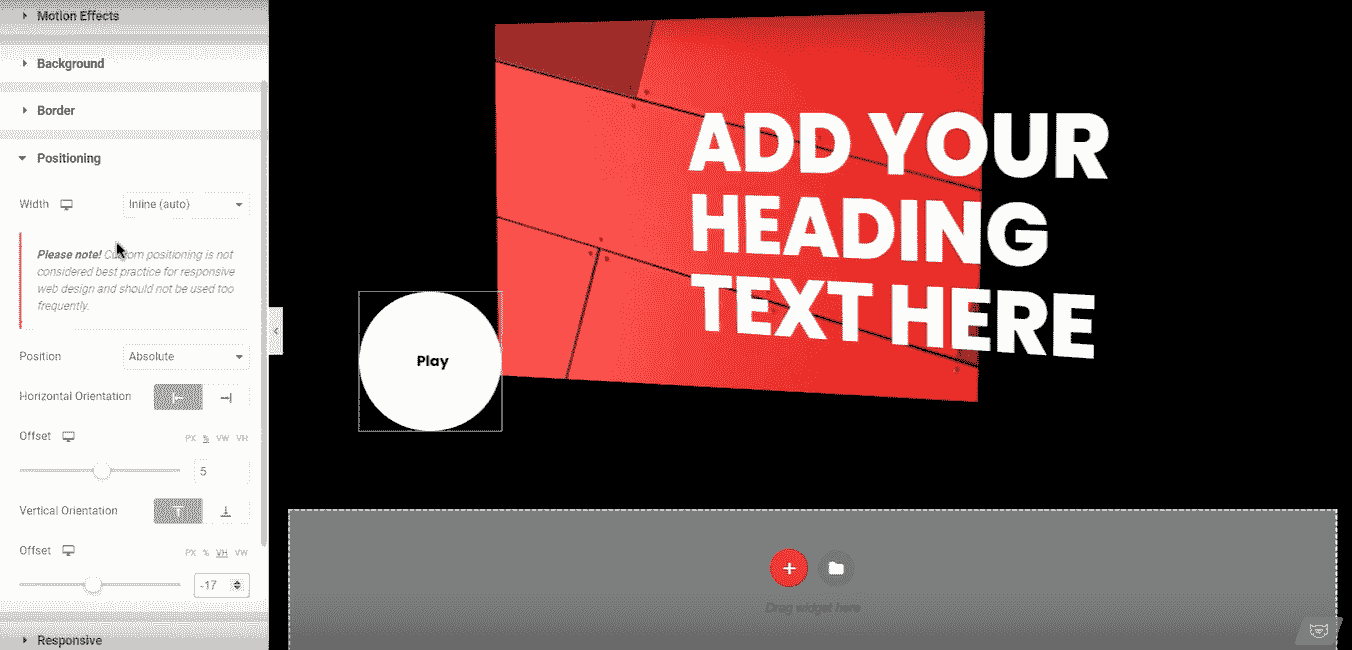 Motion Effects
Background
Border
Positioning
Width
Inline (auto)
Please note! Custom positioning is not
considered best practice for responsive
web design and should not be used too
frequently.
Position
Absolute
Horizontal Orientation
Offset
PX % VW VH
5
Vertical Orientation
Offset
PX % VH VW
-17
Responsive
ADD YOUR
HEADING
TEXT HERE
Play
Drag widget here